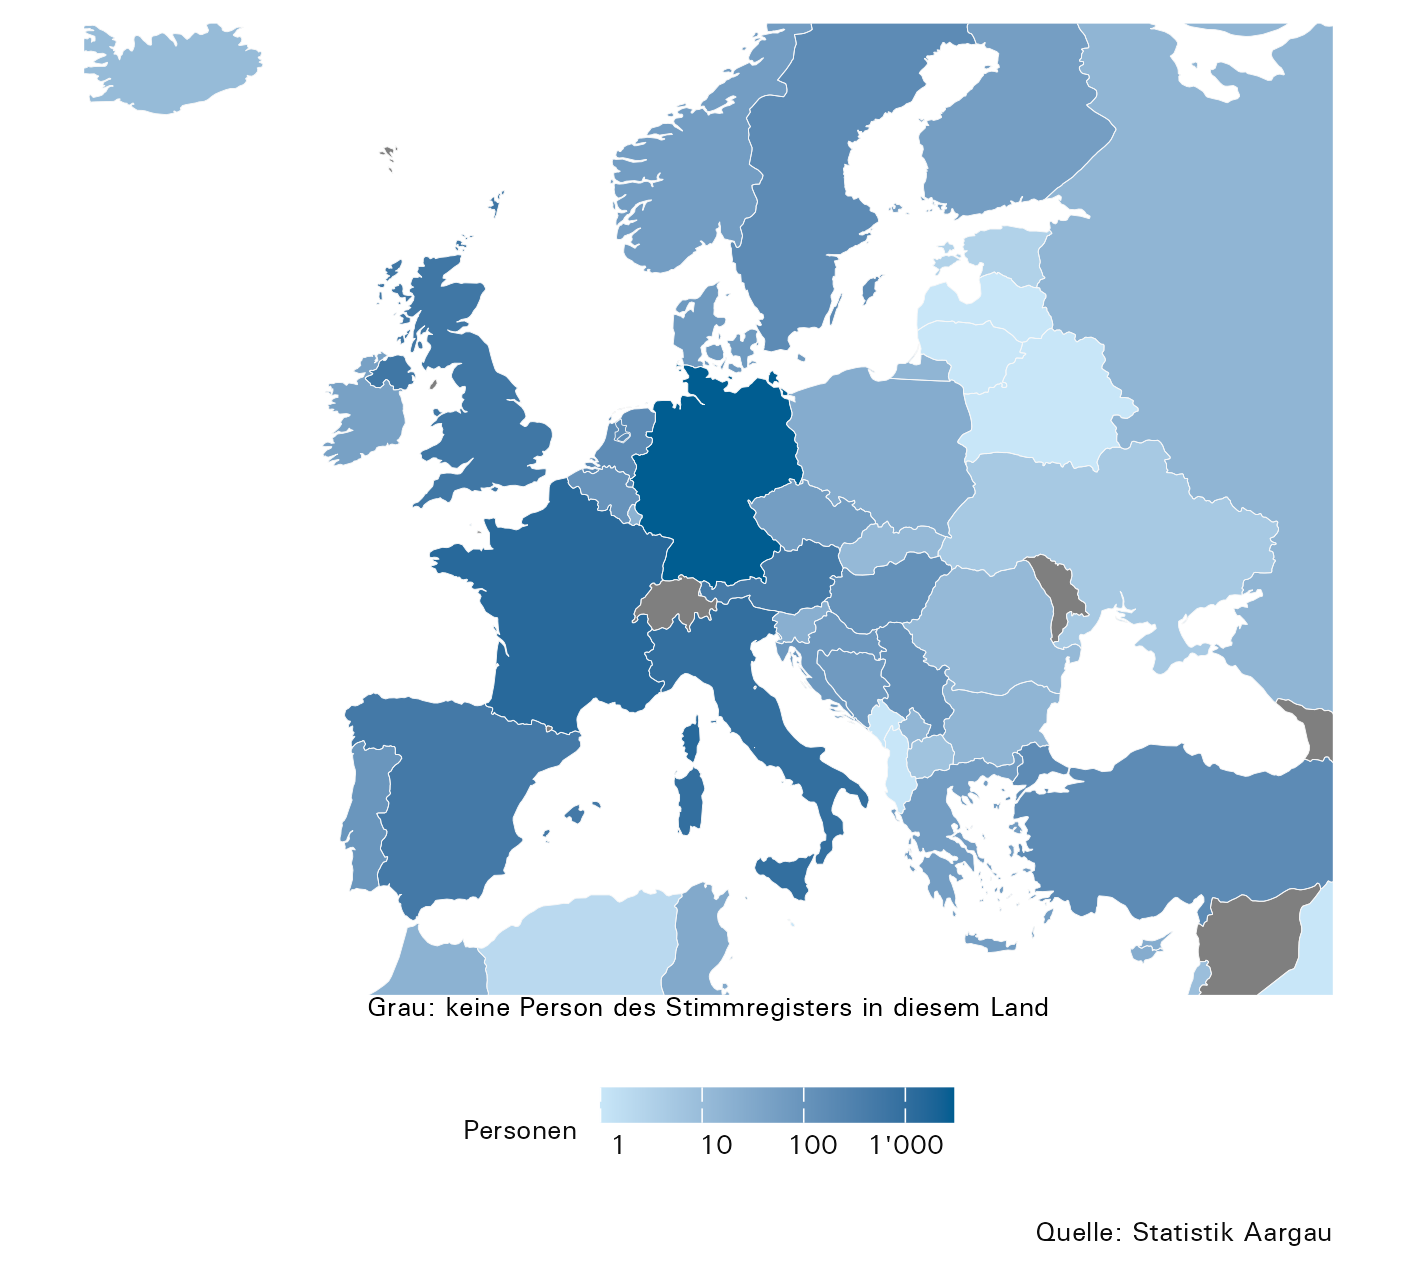 Grau: keine Person des Stimmregisters in diesem Land
Personen
1 10 100 1'000
Quelle: Statistik Aargau